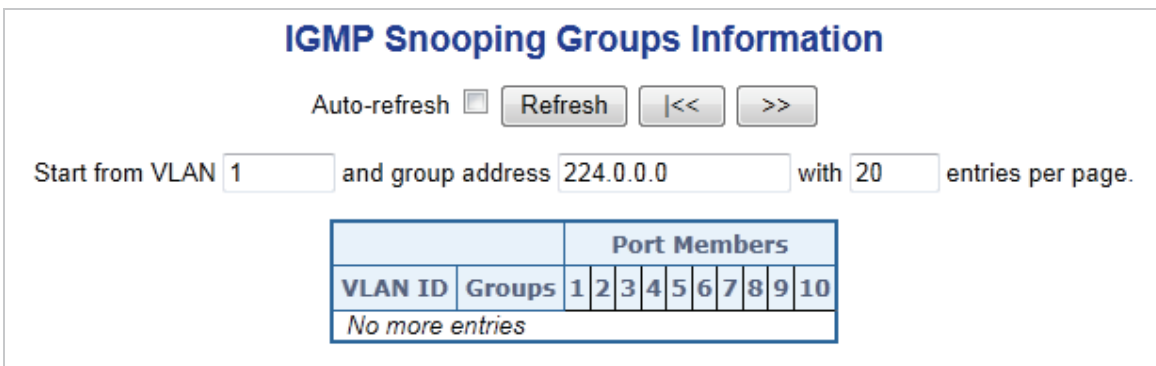 IGMP Snooping Groups Information
Auto-refresh Refresh |<< >>
Start from VLAN 1 and group address 224.0.0.0 with 20 entries per page.
Port Members
VLAN ID Groups 1 2 3 4 5 6 7 8 9 10
No more entries